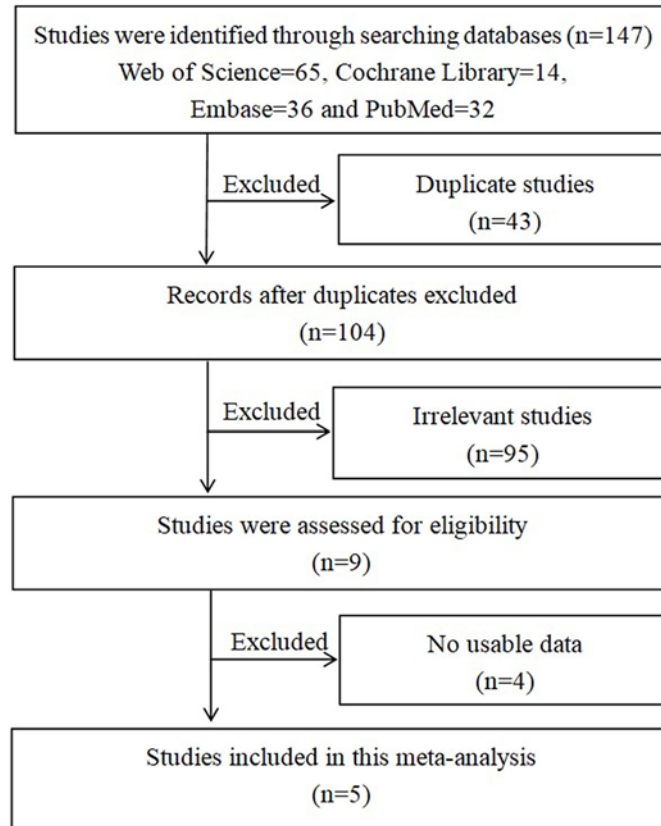 Studies were identified through searching databases (n=147)
Web of Science=65, Cochrane Library=14,
Embase=36 and PubMed=32
Excluded
Duplicate studies
(n=43)
Records after duplicates excluded
(n=104)
Excluded
Irrelevant studies
(n=95)
Studies were assessed for eligibility
(n=9)
Excluded
No usable data
(n=4)
Studies included in this meta-analysis
(n=5)